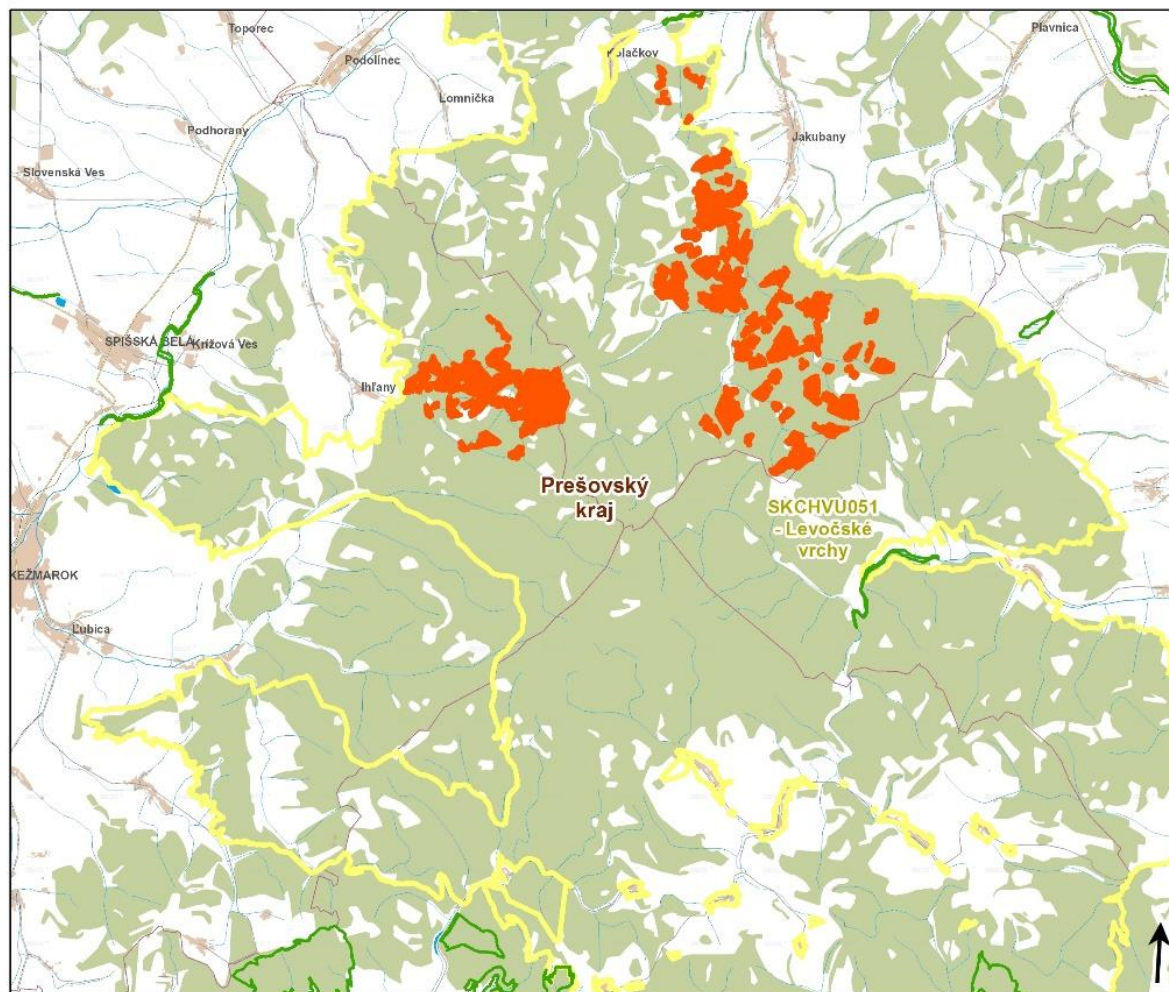 Toporec
Plavnica
Kolačkov
Podolínec
Lomnička
Podhorany
Jakubany
Slovenská Ves
SPIŠSKÁ BELÁ
Krížová Ves
Ihľany
Prešovský
kraj
SKCHVU051
- Levočské
vrchy
KEŽMAROK
Ľubica